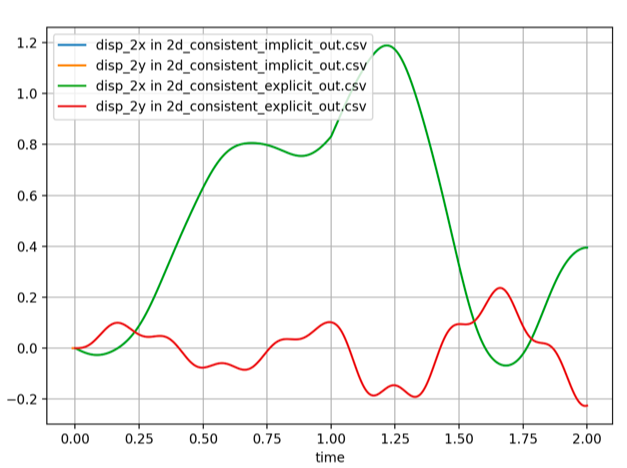 disp_2x in 2d_consistent_implicit_out.csv
disp_2y in 2d_consistent_implicit_out.csv
disp_2x in 2d_consistent_explicit_out.csv
disp_2y in 2d_consistent_explicit_out.csv
1.2
1.0
0.8
0.6
0.4
0.2
0.0
−0.2
0.00 0.25 0.50 0.75 1.00 1.25 1.50 1.75 2.00
time